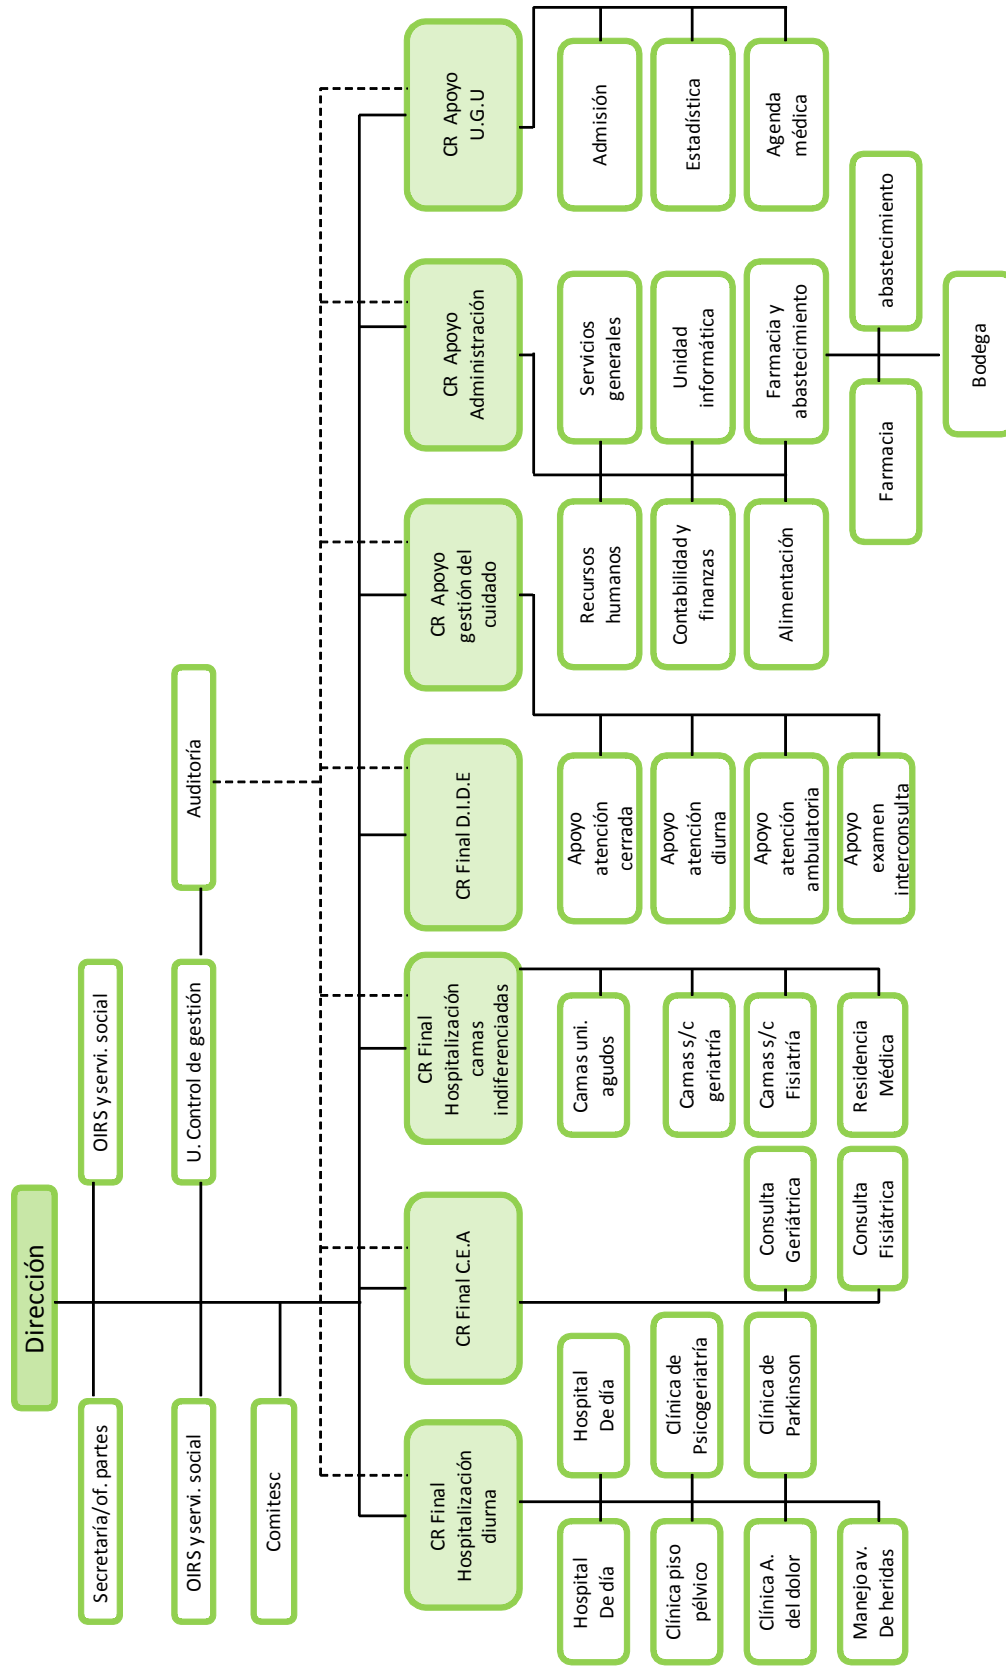 Dirección
Secretaría/of. partes
OIRS y servi. social
OIRS y servi. social
U. Control de gestión
Auditoría
Comitesc
CR Final
Hospitalización
diurna
CR Final C.E.A
CR Final
Hospitalización
camas
indiferenciadas
CR Final D.I.D.E
CR Apoyo
gestión del
cuidado
CR Apoyo
Administración
CR Apoyo
U.G.U
Hospital
De día
Hospital
De día
Clínica piso
pélvico
Clínica de
Psicogeriatría
Clínica A.
del dolor
Clínica de
Parkinson
Manejo av.
De heridas
Consulta
Geriátrica
Consulta
Fisiátrica
Camas uni.
agudos
Camas s/c
geriatría
Camas s/c
Fisiatría
Residencia
Médica
Apoyo
atención
cerrada
Apoyo
atención
diurna
Apoyo
atención
ambulatoria
Apoyo
examen
interconsulta
Recursos
humanos
Servicios
generales
Contabilidad y
finanzas
Unidad
informática
Alimentación
Farmacia y
abastecimiento
Farmacia
abastecimiento
Bodega
Admisión
Estadística
Agenda
médica